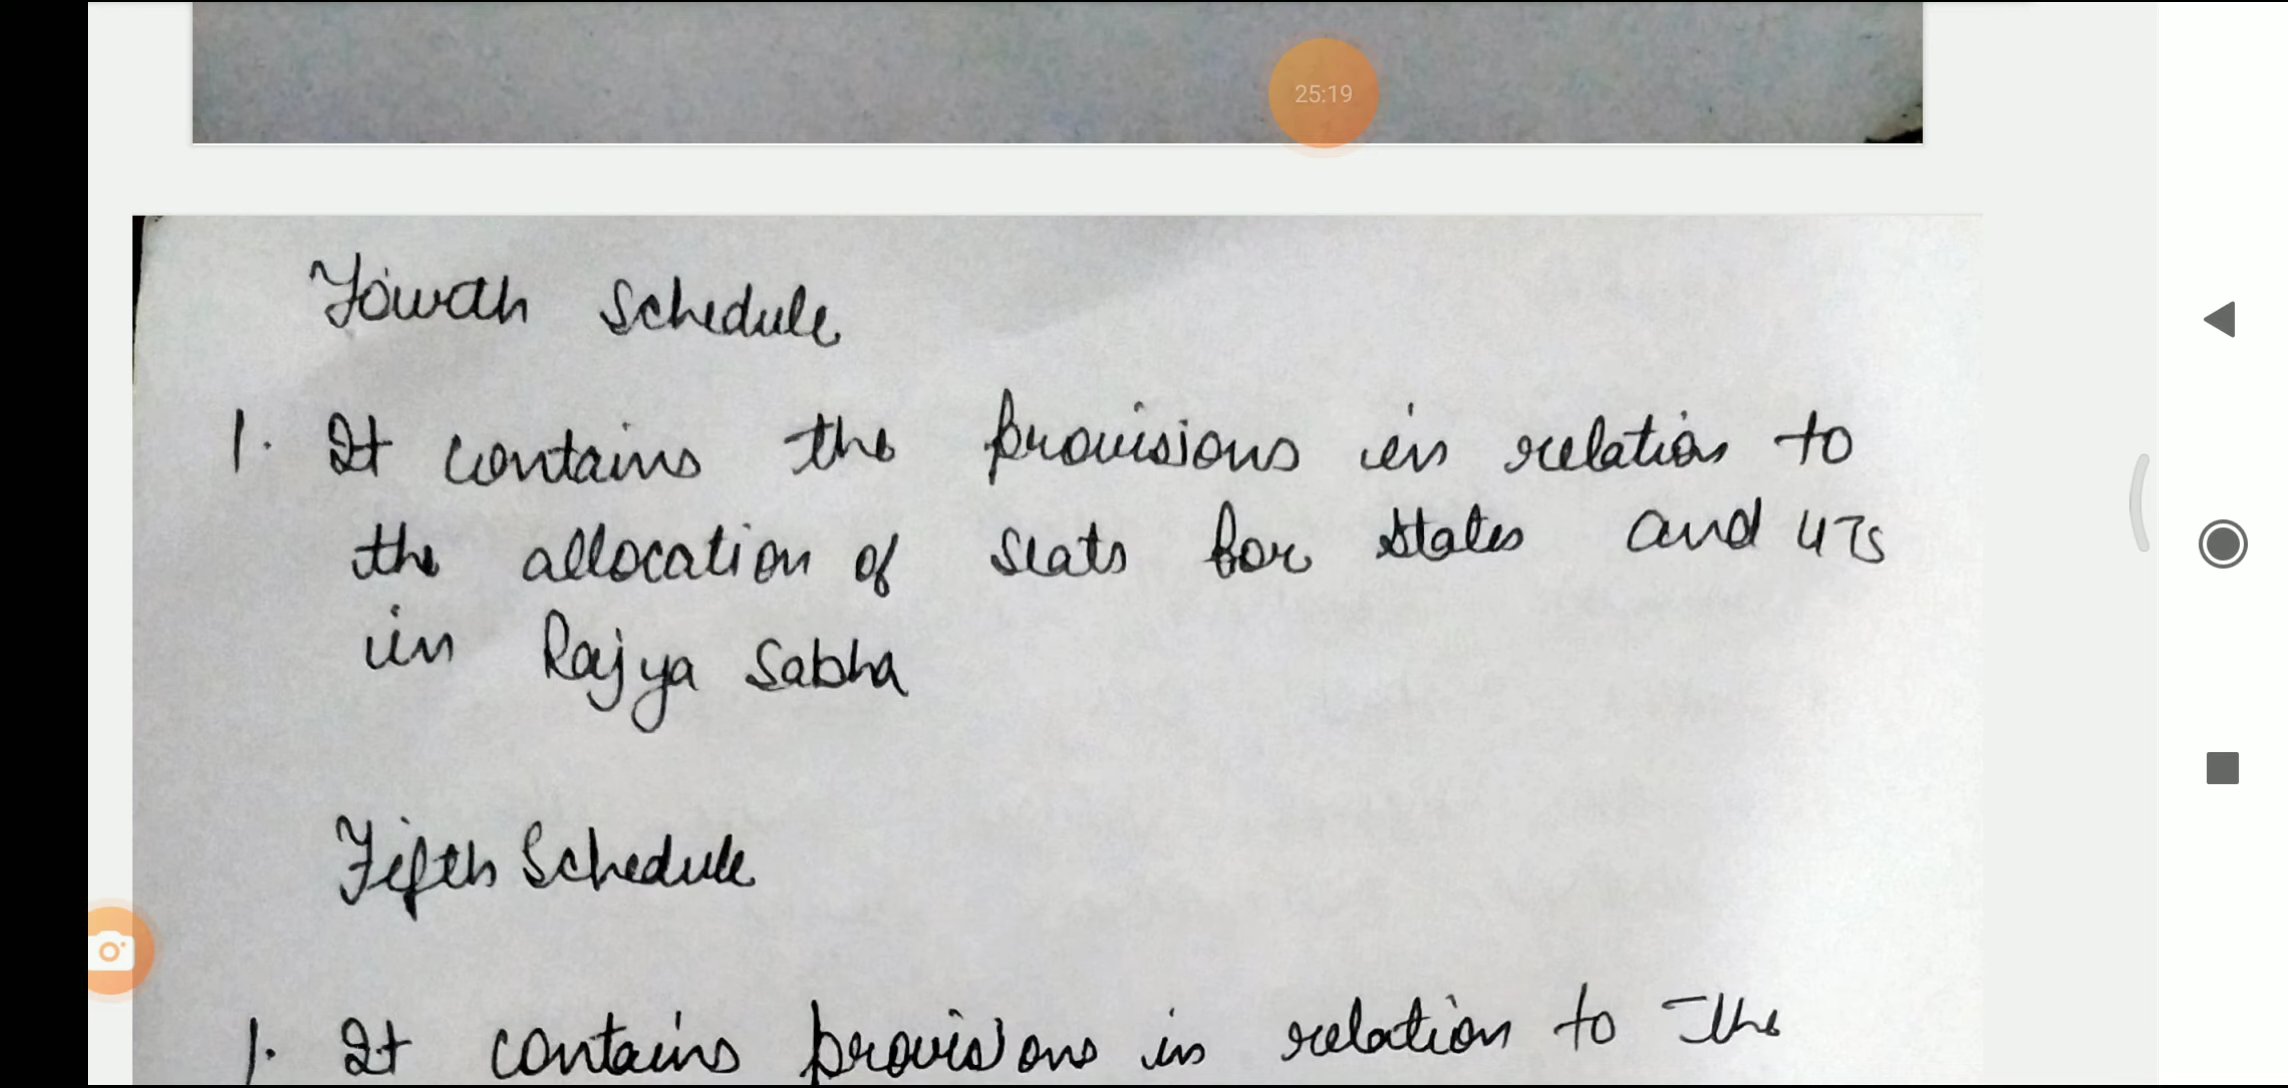 25:19
Fourth Schedule
1. It contains the provisions in relation to
the allocation of seats for states and UTs
in Rajya Sabha
Fifth Schedule
1. It contains provisions in relation to the